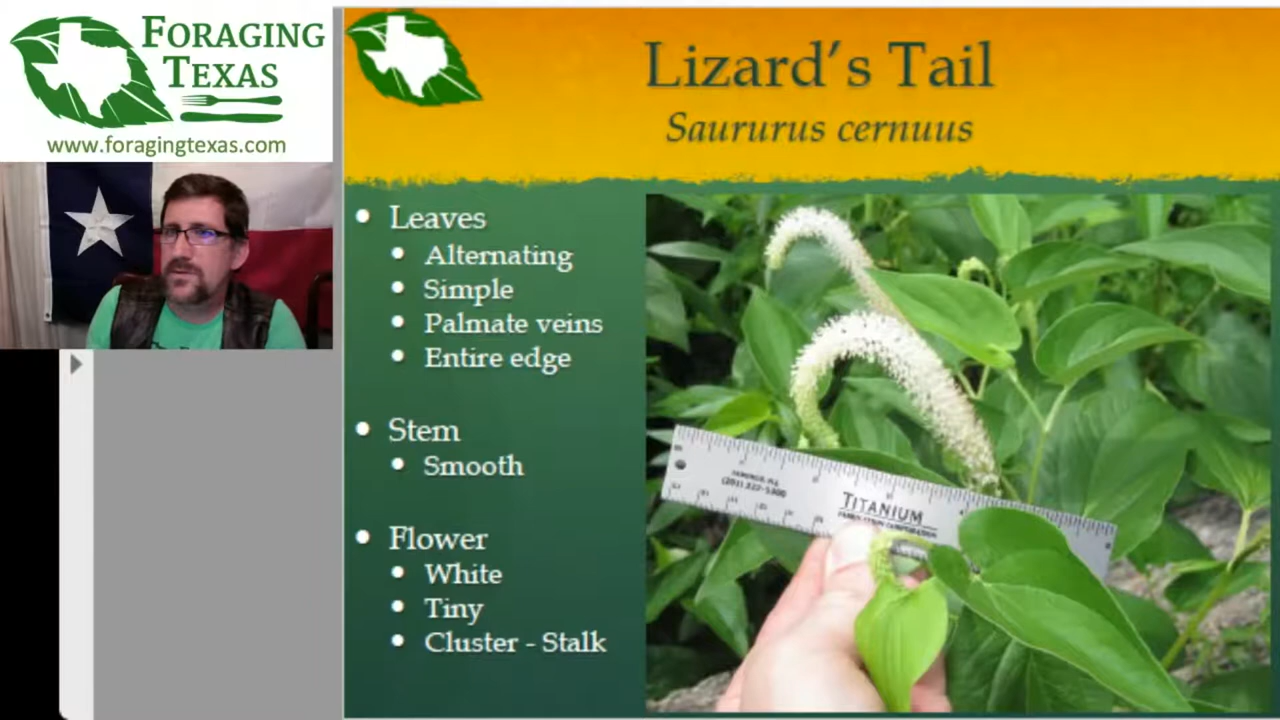 FORAGING
TEXAS
www.foragingtexas.com
Lizard's Tail
Saururus cernuus
• Leaves
• Alternating
• Simple
• Palmate veins
• Entire edge
• Stem
• Smooth
• Flower
• White
• Tiny
• Cluster - Stalk
TITANIUM